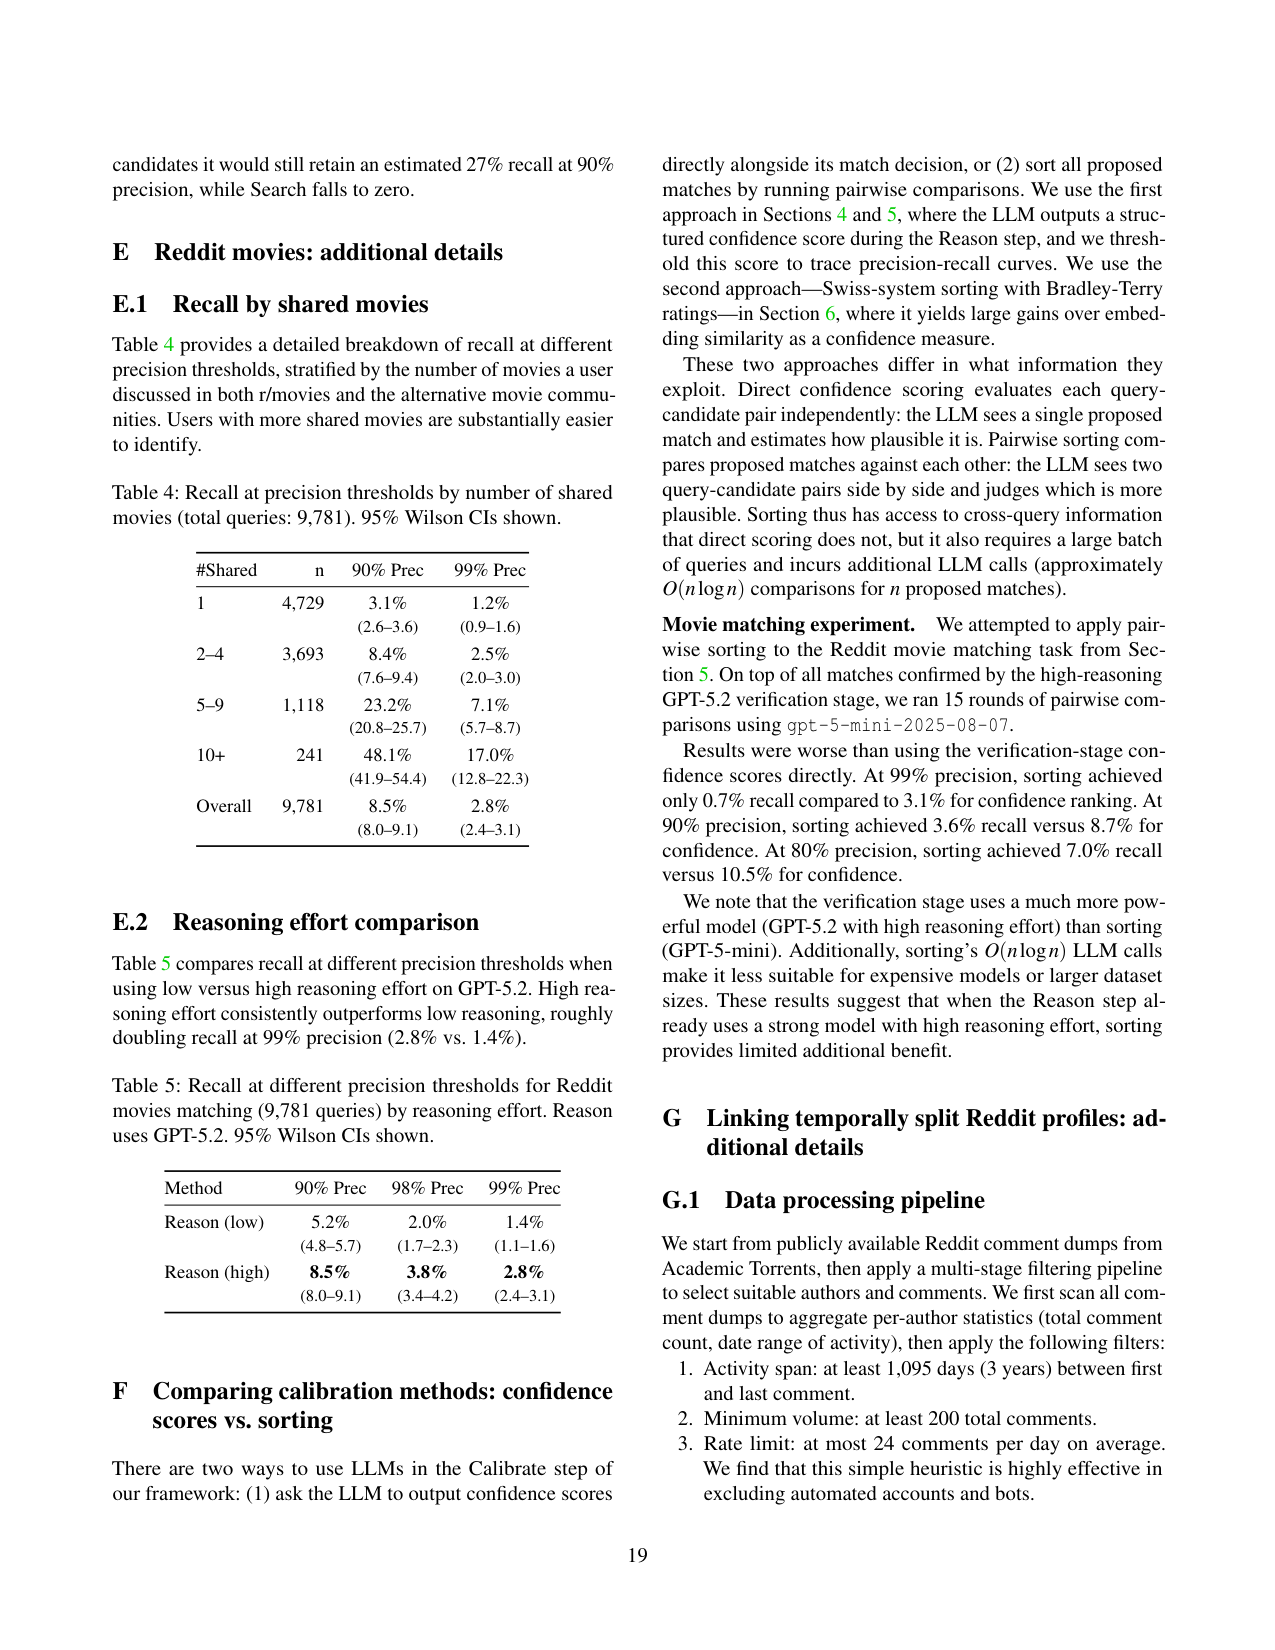 candidates it would still retain an estimated 27% recall at 90%
precision, while Search falls to zero.
E Reddit movies: additional details
E.1 Recall by shared movies
Table 4 provides a detailed breakdown of recall at different
precision thresholds, stratified by the number of movies a user
discussed in both r/movies and the alternative movie commu-
nities. Users with more shared movies are substantially easier
to identify.
Table 4: Recall at precision thresholds by number of shared
movies (total queries: 9,781). 95% Wilson CIs shown.
#Shared n 90% Prec 99% Prec
1 4,729 3.1% 1.2%
(2.6–3.6) (0.9–1.6)
2–4 3,693 8.4% 2.5%
(7.6–9.4) (2.0–3.0)
5–9 1,118 23.2% 7.1%
(20.8–25.7) (5.7–8.7)
10+ 241 48.1% 17.0%
(41.9–54.4) (12.8–22.3)
Overall 9,781 8.5% 2.8%
(8.0–9.1) (2.4–3.1)
E.2 Reasoning effort comparison
Table 5 compares recall at different precision thresholds when
using low versus high reasoning effort on GPT-5.2. High rea-
soning effort consistently outperforms low reasoning, roughly
doubling recall at 99% precision (2.8% vs. 1.4%).
Table 5: Recall at different precision thresholds for Reddit
movies matching (9,781 queries) by reasoning effort. Reason
uses GPT-5.2. 95% Wilson CIs shown.
Method 90% Prec 98% Prec 99% Prec
Reason (low) 5.2% 2.0% 1.4%
(4.8–5.7) (1.7–2.3) (1.1–1.6)
Reason (high) 8.5% 3.8% 2.8%
(8.0–9.1) (3.4–4.2) (2.4–3.1)
F Comparing calibration methods: confidence
scores vs. sorting
There are two ways to use LLMs in the Calibrate step of
our framework: (1) ask the LLM to output confidence scores
directly alongside its match decision, or (2) sort all proposed
matches by running pairwise comparisons. We use the first
approach in Sections 4 and 5, where the LLM outputs a struc-
tured confidence score during the Reason step, and we thresh-
old this score to trace precision-recall curves. We use the
second approach—Swiss-system sorting with Bradley-Terry
ratings—in Section 6, where it yields large gains over embed-
ding similarity as a confidence measure.
These two approaches differ in what information they
exploit. Direct confidence scoring evaluates each query-
candidate pair independently: the LLM sees a single proposed
match and estimates how plausible it is. Pairwise sorting com-
pares proposed matches against each other: the LLM sees two
query-candidate pairs side by side and judges which is more
plausible. Sorting thus has access to cross-query information
that direct scoring does not, but it also requires a large batch
of queries and incurs additional LLM calls (approximately
O(n log n) comparisons for n proposed matches).
Movie matching experiment. We attempted to apply pair-
wise sorting to the Reddit movie matching task from Sec-
tion 5. On top of all matches confirmed by the high-reasoning
GPT-5.2 verification stage, we ran 15 rounds of pairwise com-
parisons using gpt-5-mini-2025-08-07.
Results were worse than using the verification-stage con-
fidence scores directly. At 99% precision, sorting achieved
only 0.7% recall compared to 3.1% for confidence ranking. At
90% precision, sorting achieved 3.6% recall versus 8.7% for
confidence. At 80% precision, sorting achieved 7.0% recall
versus 10.5% for confidence.
We note that the verification stage uses a much more pow-
erful model (GPT-5.2 with high reasoning effort) than sorting
(GPT-5-mini). Additionally, sorting’s O(n log n) LLM calls
make it less suitable for expensive models or larger dataset
sizes. These results suggest that when the Reason step al-
ready uses a strong model with high reasoning effort, sorting
provides limited additional benefit.
G Linking temporally split Reddit profiles: ad-
ditional details
G.1 Data processing pipeline
We start from publicly available Reddit comment dumps from
Academic Torrents, then apply a multi-stage filtering pipeline
to select suitable authors and comments. We first scan all com-
ment dumps to aggregate per-author statistics (total comment
count, date range of activity), then apply the following filters:
1. Activity span: at least 1,095 days (3 years) between first
and last comment.
2. Minimum volume: at least 200 total comments.
3. Rate limit: at most 24 comments per day on average.
We find that this simple heuristic is highly effective in
excluding automated accounts and bots.
19